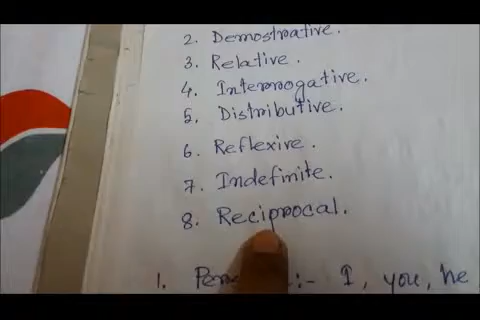 2. Demostrative.
3. Relative.
4. Interrogative.
5. Distributive.
6. Reflexive.
7. Indefinite.
8. Reciprocal.
1. :- I, you, he